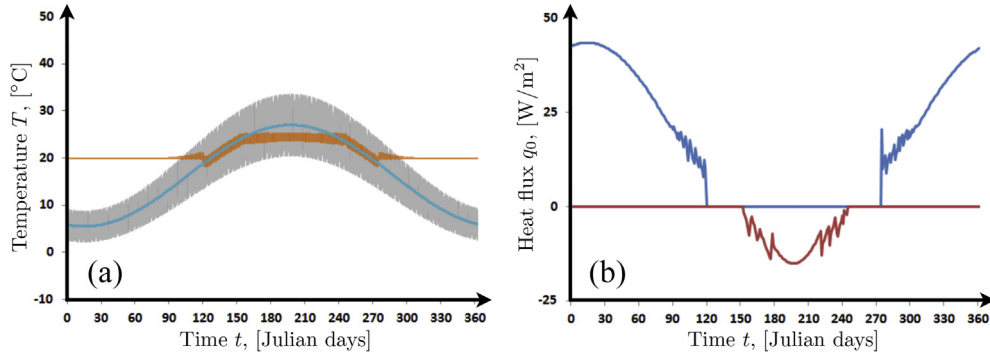 50
40
30
20
10
0
-10
Temperature T, [°C]
(a)
0 30 60 90 120 150 180 210 240 270 300 330 360
Time t, [Julian days]
50
25
0
-25
Heat flux q₀, [W/m²]
(b)
0 30 60 90 120 150 180 210 240 270 300 330 360
Time t, [Julian days]